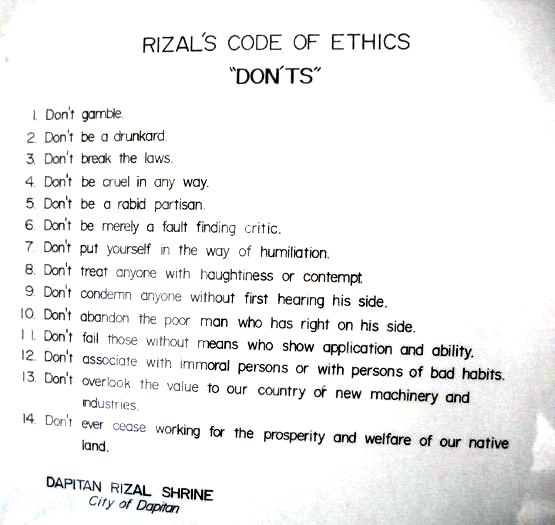 RIZAL'S CODE OF ETHICS
"DON'TS"
1. Don't gamble.
2. Don't be a drunkard.
3. Don't break the laws.
4. Don't be cruel in any way.
5. Don't be a rabid partisan.
6. Don't be merely a fault finding critic.
7. Don't put yourself in the way of humiliation.
8. Don't treat anyone with haughtiness or contempt.
9. Don't condemn anyone without first hearing his side.
10. Don't abandon the poor man who has right on his side.
11. Don't fail those without means who show application and ability.
12. Don't associate with immoral persons or with persons of bad habits.
13. Don't overlook the value to our country of new machinery and
industries.
14. Don't ever cease working for the prosperity and welfare of our native
land.
DAPITAN RIZAL SHRINE
City of Dapitan